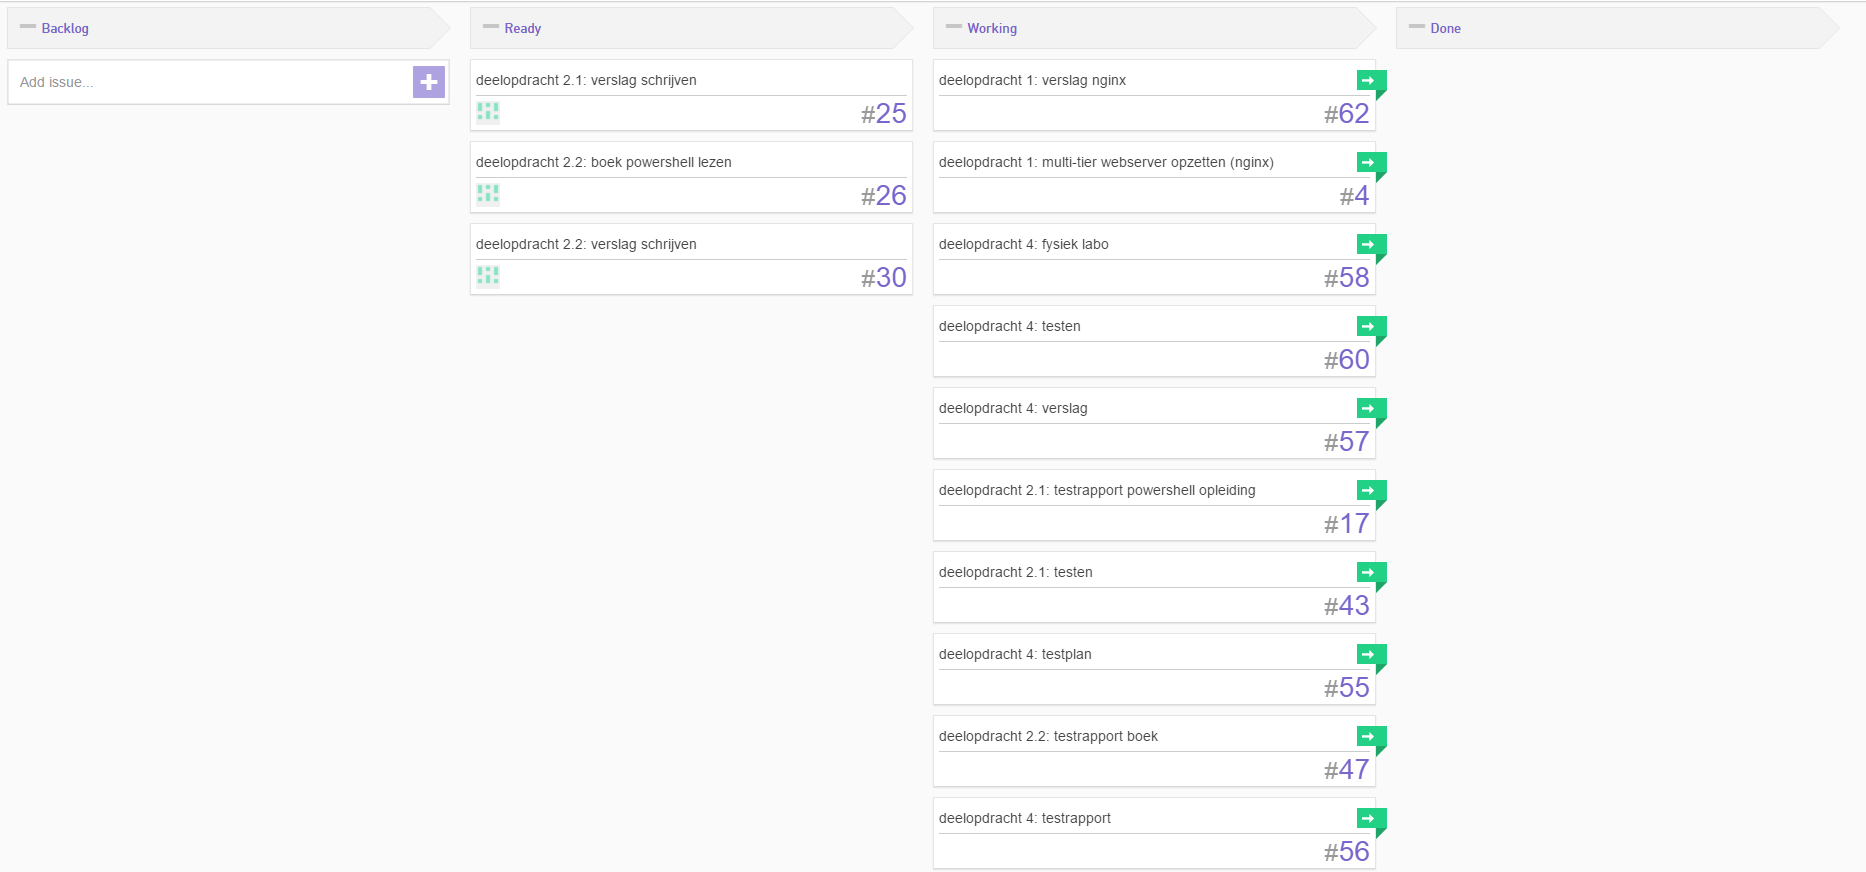 Backlog
Add issue...
Ready
deelopdracht 2.1: verslag schrijven
#25
deelopdracht 2.2: boek powershell lezen
#26
deelopdracht 2.2: verslag schrijven
#30
Working
deelopdracht 1: verslag nginx
#62
deelopdracht 1: multi-tier webserver opzetten (nginx)
#4
deelopdracht 4: fysiek labo
#58
deelopdracht 4: testen
#60
deelopdracht 4: verslag
#57
deelopdracht 2.1: testrapport powershell opleiding
#17
deelopdracht 2.1: testen
#43
deelopdracht 4: testplan
#55
deelopdracht 2.2: testrapport boek
#47
deelopdracht 4: testrapport
#56
Done